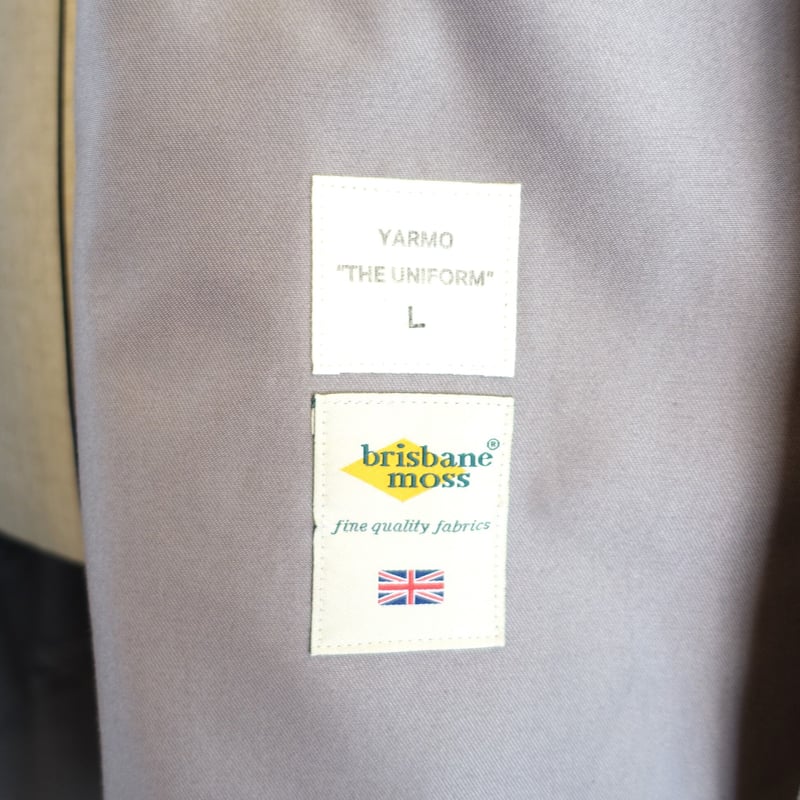 YARMO
"THE UNIFORM"
L
brisbane®
moss
fine quality fabrics